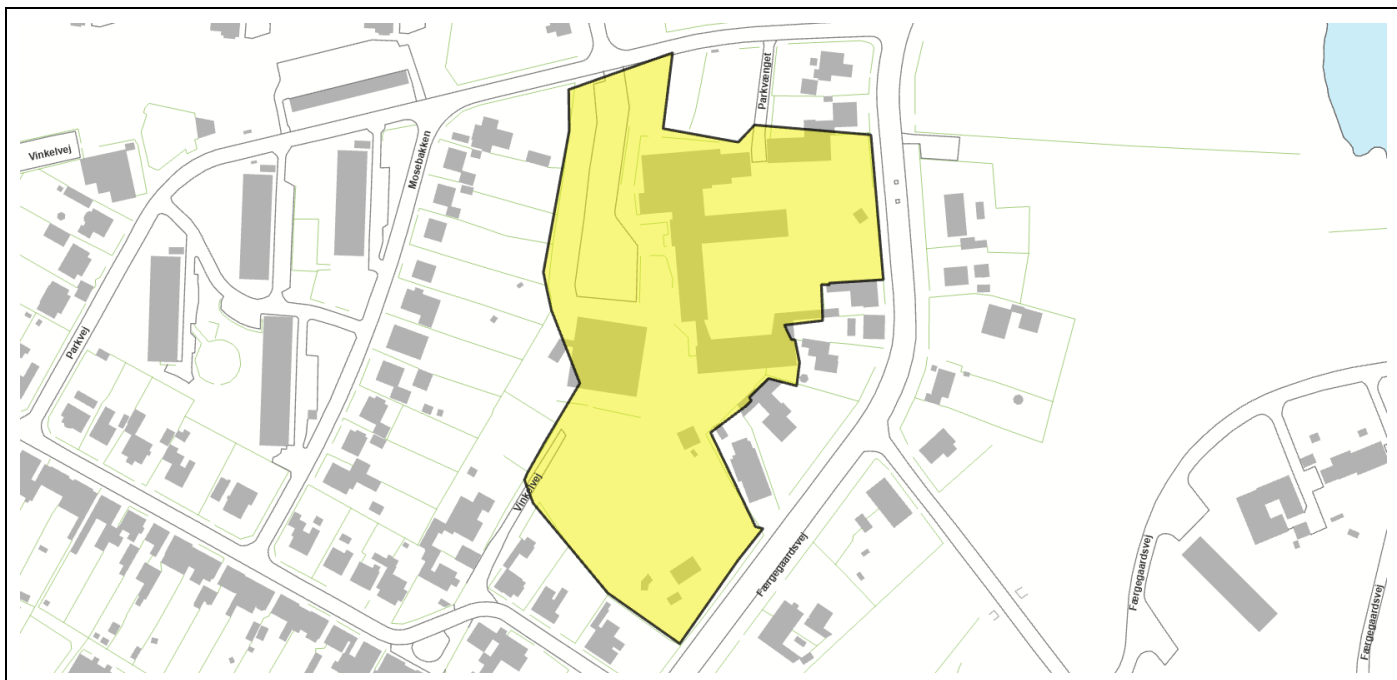 Parkvænget
Vinkelvej
Mosebakken
Parkvej
Vinkelvej
Færgegaardsvej
Færgegaardsvej
Færgegaardsvej